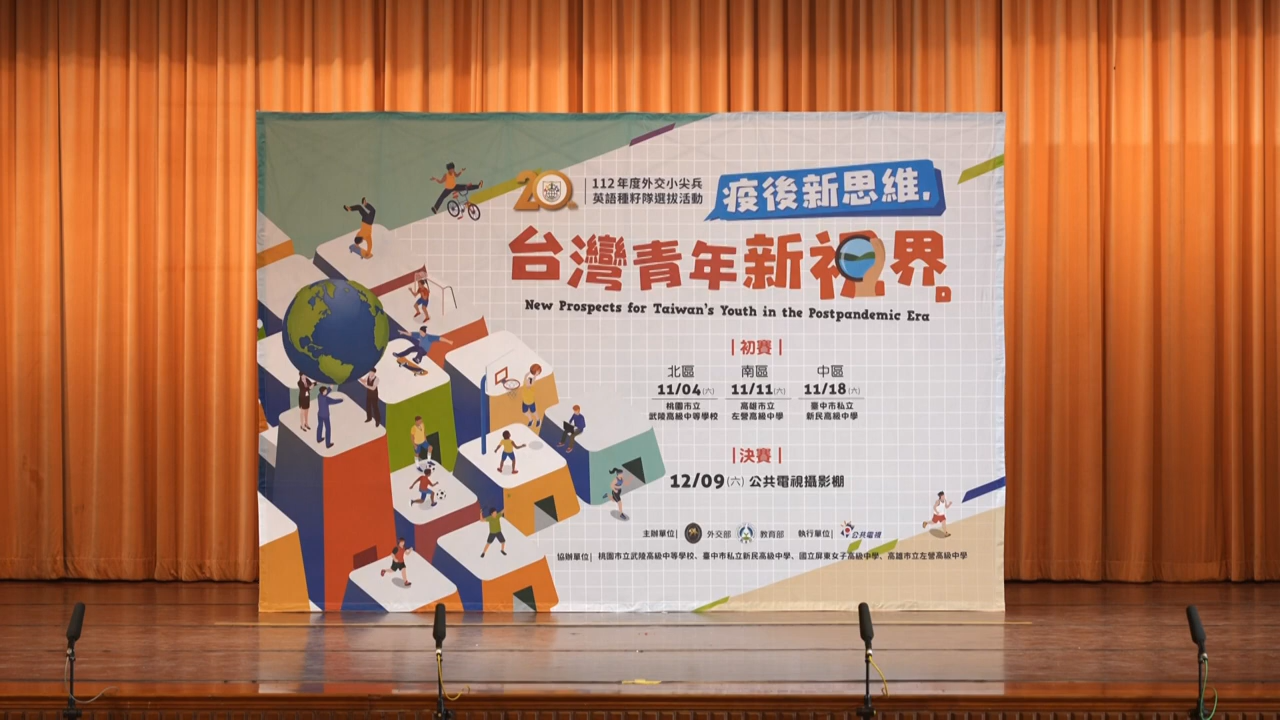 20
112年度外交小尖兵
英語種籽隊選拔活動
疫後新思維,
台灣青年新視界。
New Prospects for Taiwan's Youth in the Postpandemic Era
|初賽|
北區 南區 中區
11/04(六) 11/11(六) 11/18(六)
桃園市立 高雄市立 臺中市私立
武陵高級中等學校 左營高級中學 新民高級中學
|決賽|
12/09(六) 公共電視攝影棚
主辦單位| 外交部 教育部 執行單位| 公共電視
協辦單位| 桃園市立武陵高級中等學校、臺中市私立新民高級中學、國立屏東女子高級中學、高雄市立左營高級中學